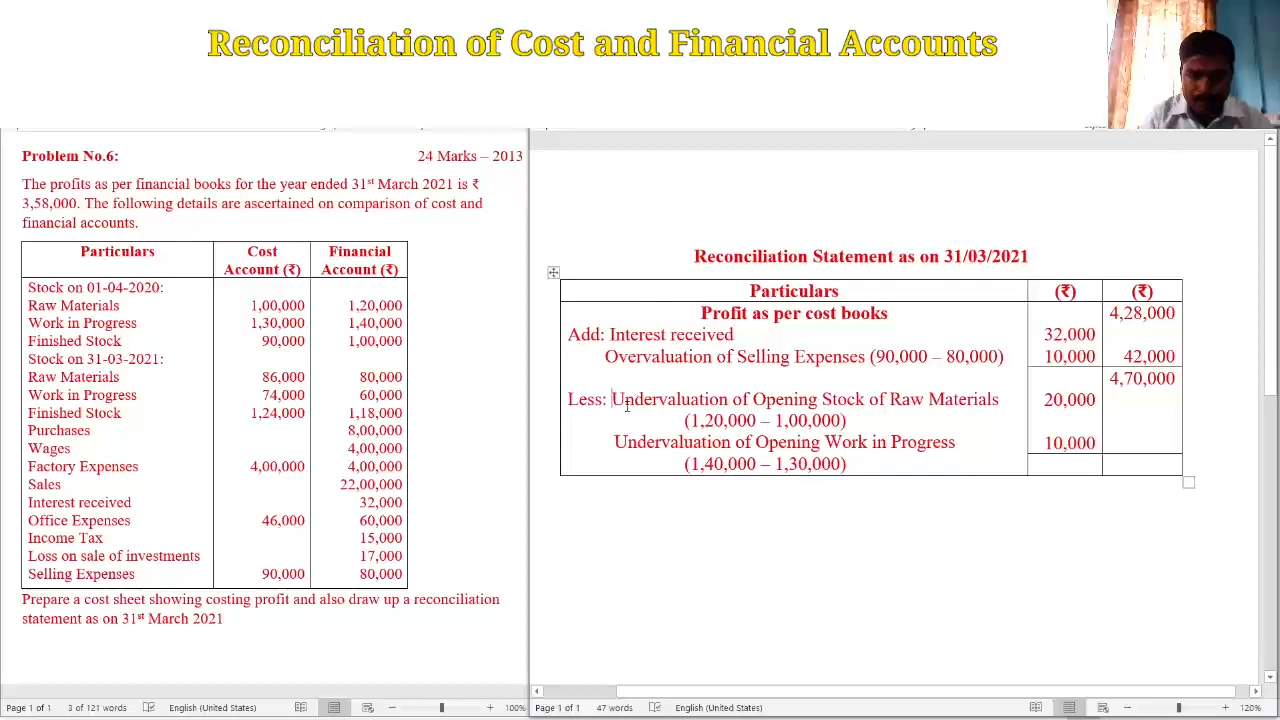 Reconciliation of Cost and Financial Accounts
Problem No.6: 24 Marks – 2013
The profits as per financial books for the year ended 31st March 2021 is ₹
3,58,000. The following details are ascertained on comparison of cost and
financial accounts.
Particulars Cost Financial
Account (₹) Account (₹)
Stock on 01-04-2020:
Raw Materials 1,00,000 1,20,000
Work in Progress 1,30,000 1,40,000
Finished Stock 90,000 1,00,000
Stock on 31-03-2021:
Raw Materials 86,000 80,000
Work in Progress 74,000 60,000
Finished Stock 1,24,000 1,18,000
Purchases 8,00,000
Wages 4,00,000
Factory Expenses 4,00,000 4,00,000
Sales 22,00,000
Interest received 32,000
Office Expenses 46,000 60,000
Income Tax 15,000
Loss on sale of investments 17,000
Selling Expenses 90,000 80,000
Prepare a cost sheet showing costing profit and also draw up a reconciliation
statement as on 31st March 2021
Page 1 of 1 3 of 121 words English (United States) 100%
Reconciliation Statement as on 31/03/2021
Particulars (₹) (₹)
Profit as per cost books 4,28,000
Add: Interest received 32,000
Overvaluation of Selling Expenses (90,000 – 80,000) 10,000 42,000
4,70,000
Less: Undervaluation of Opening Stock of Raw Materials 20,000
(1,20,000 – 1,00,000)
Undervaluation of Opening Work in Progress 10,000
(1,40,000 – 1,30,000)
Page 1 of 1 47 words English (United States) 120%